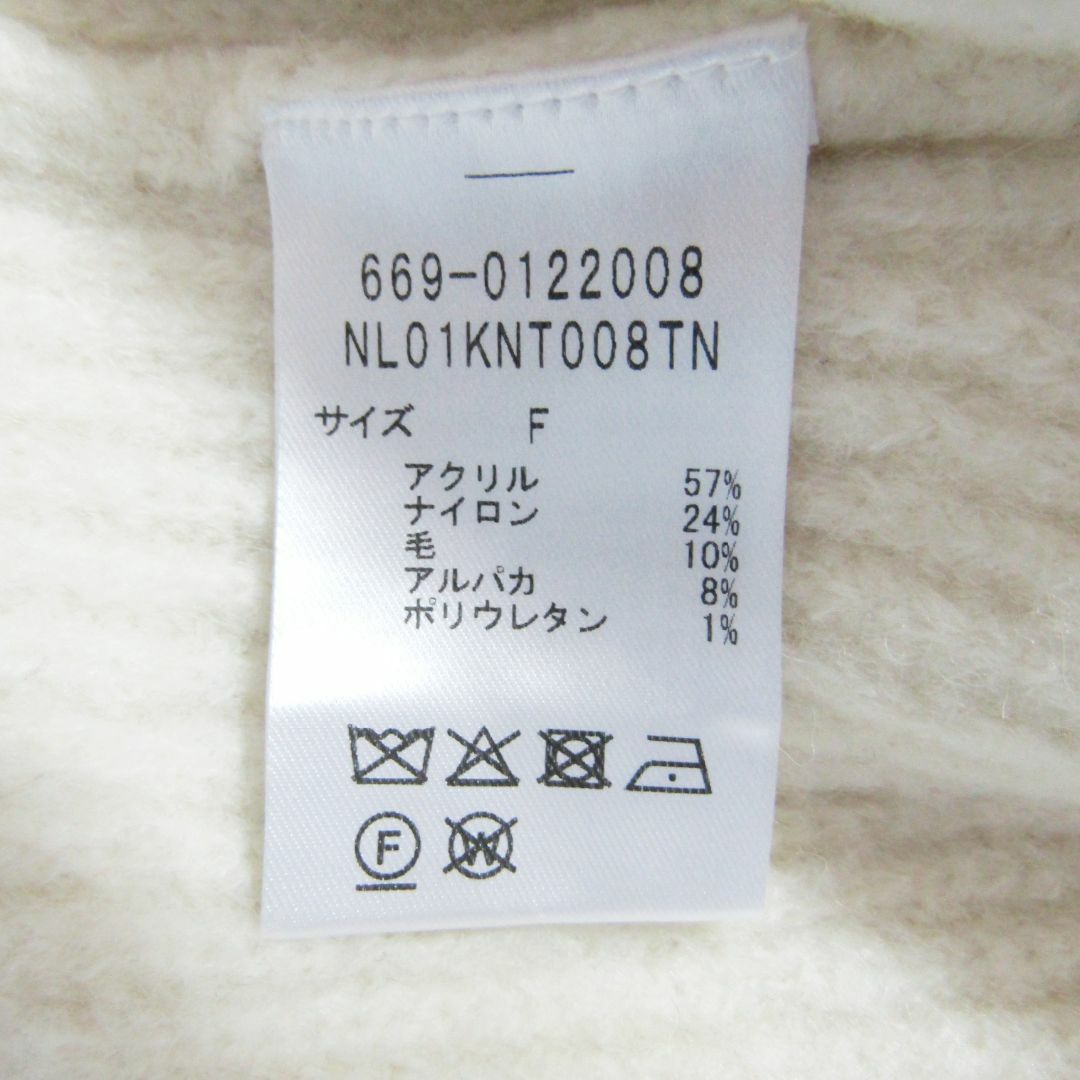 669-0122008
NL01KNT008TN
サイズ F
アクリル 57%
ナイロン 24%
毛 10%
アルパカ 8%
ポリウレタン 1%
F W